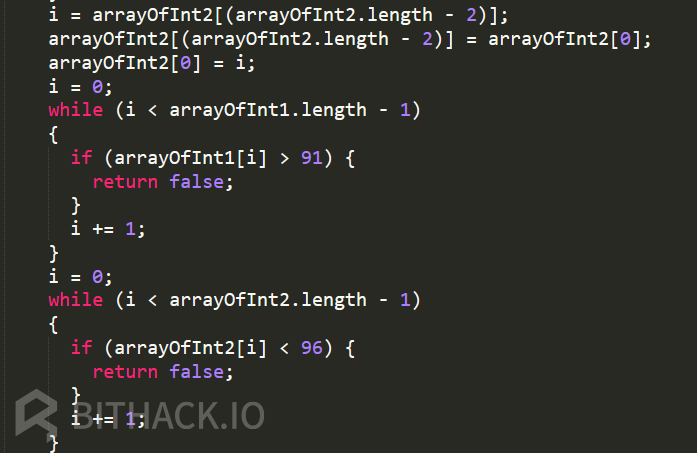 i = arrayOfInt2[(arrayOfInt2.length - 2)];
arrayOfInt2[(arrayOfInt2.length - 2)] = arrayOfInt2[0];
arrayOfInt2[0] = i;
i = 0;
while (i < arrayOfInt1.length - 1)
{
if (arrayOfInt1[i] > 91) {
return false;
}
i += 1;
}
i = 0;
while (i < arrayOfInt2.length - 1)
{
if (arrayOfInt2[i] < 96) {
return false;
}
i += 1;
}
BITHACK.IO